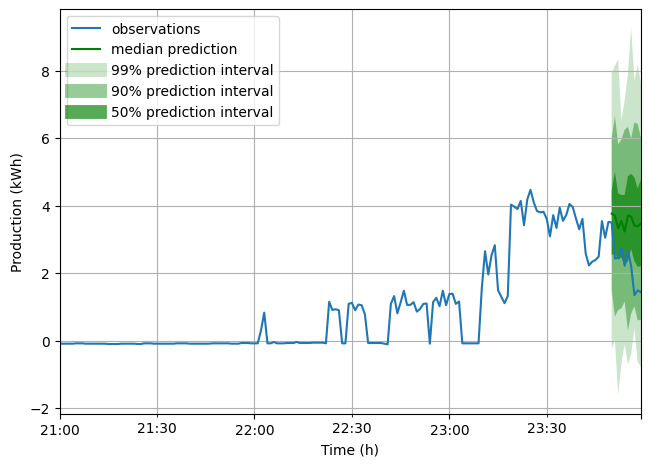 observations
median prediction
99% prediction interval
90% prediction interval
50% prediction interval
Production (kWh)
8
6
4
2
0
−2
21:00
21:30
22:00
22:30
23:00
23:30
Time (h)